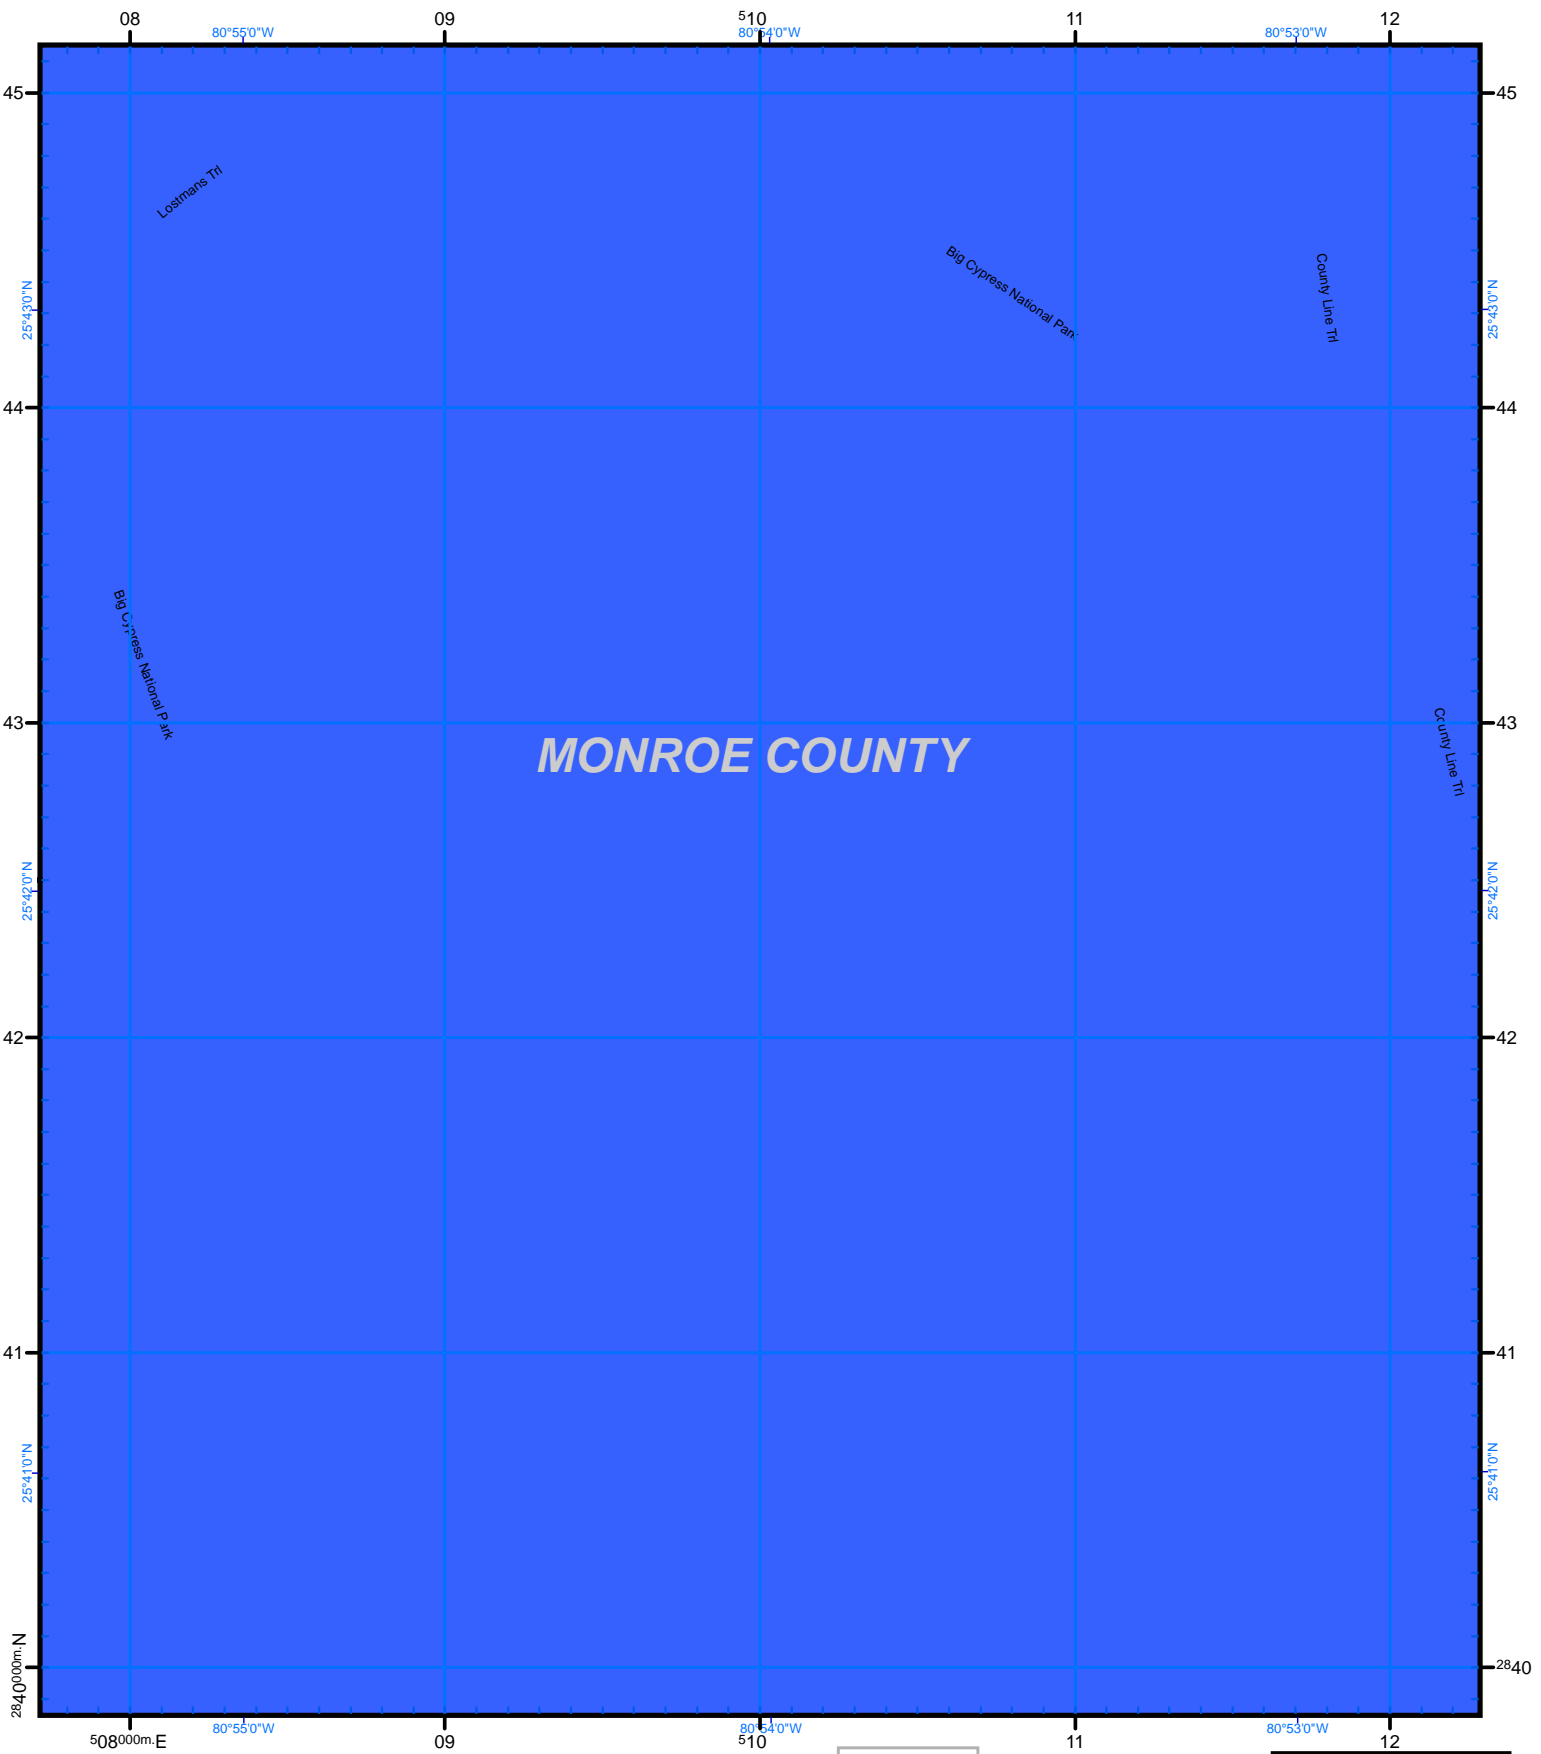 08 09 510 11 12
80°55'0"W 80°54'0"W 80°53'0"W
45 45
Lostmans Trl
Big Cypress National Park
County Line Trl
25°43'0"N 25°43'0"N
44 44
Big Cypress National Park
43 43
County Line Trl
MONROE COUNTY
25°42'0"N 25°42'0"N
42 42
41 41
25°41'0"N 25°41'0"N
2840000m.N 2840
80°55'0"W 80°54'0"W 80°53'0"W
508000m.E 09 510 11 12